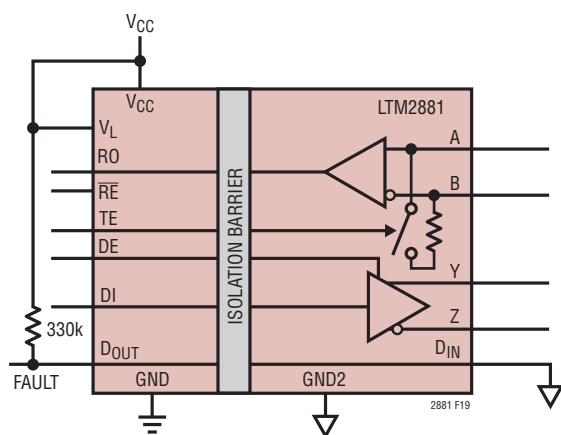 VCC
VCC
LTM2881
VL
A
RO
B
RE
TE
DE
Y
DI
Z
330k
DOUT
DIN
FAULT
GND
GND2
ISOLATION BARRIER
2881 F19